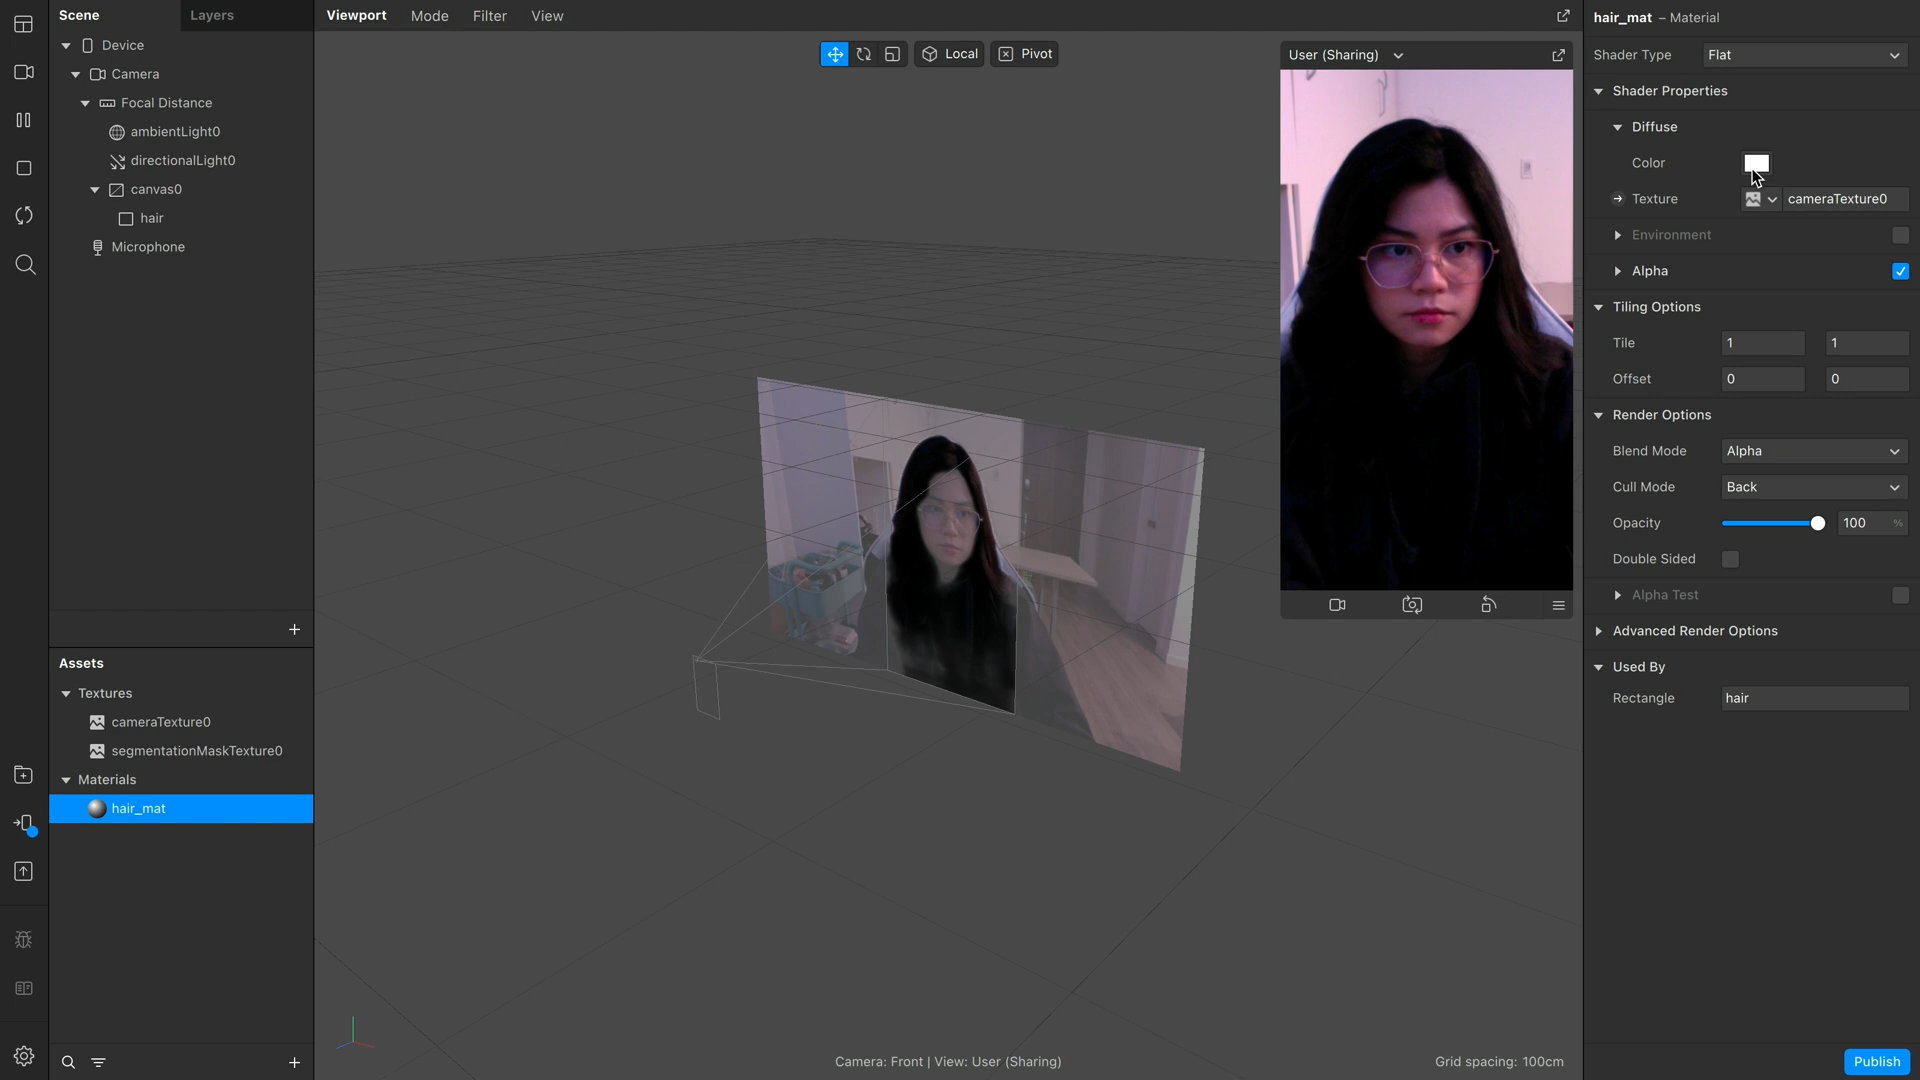 Scene
Layers
Device
Camera
Focal Distance
ambientLight0
directionalLight0
canvas0
hair
Microphone
Assets
Textures
cameraTexture0
segmentationMaskTexture0
Materials
hair_mat
Viewport
Mode
Filter
View
Local
Pivot
User (Sharing)
Camera: Front | View: User (Sharing)
Grid spacing: 100cm
hair_mat – Material
Shader Type
Flat
Shader Properties
Diffuse
Color
Texture
cameraTexture0
Environment
Alpha
Tiling Options
Tile
1
1
Offset
0
0
Render Options
Blend Mode
Alpha
Cull Mode
Back
Opacity
100 %
Double Sided
Alpha Test
Advanced Render Options
Used By
Rectangle
hair
Publish